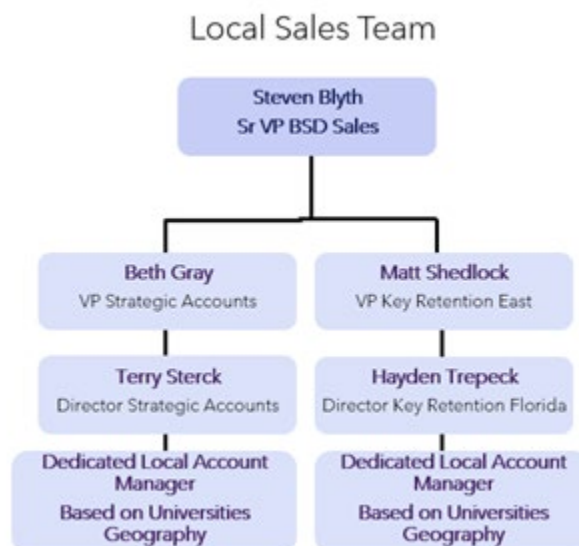 Local Sales Team
Steven Blyth
Sr VP BSD Sales
Beth Gray
VP Strategic Accounts
Matt Shedlock
VP Key Retention East
Terry Sterck
Director Strategic Accounts
Hayden Trepeck
Director Key Retention Florida
Dedicated Local Account
Manager
Based on Universities
Geography
Dedicated Local Account
Manager
Based on Universities
Geography